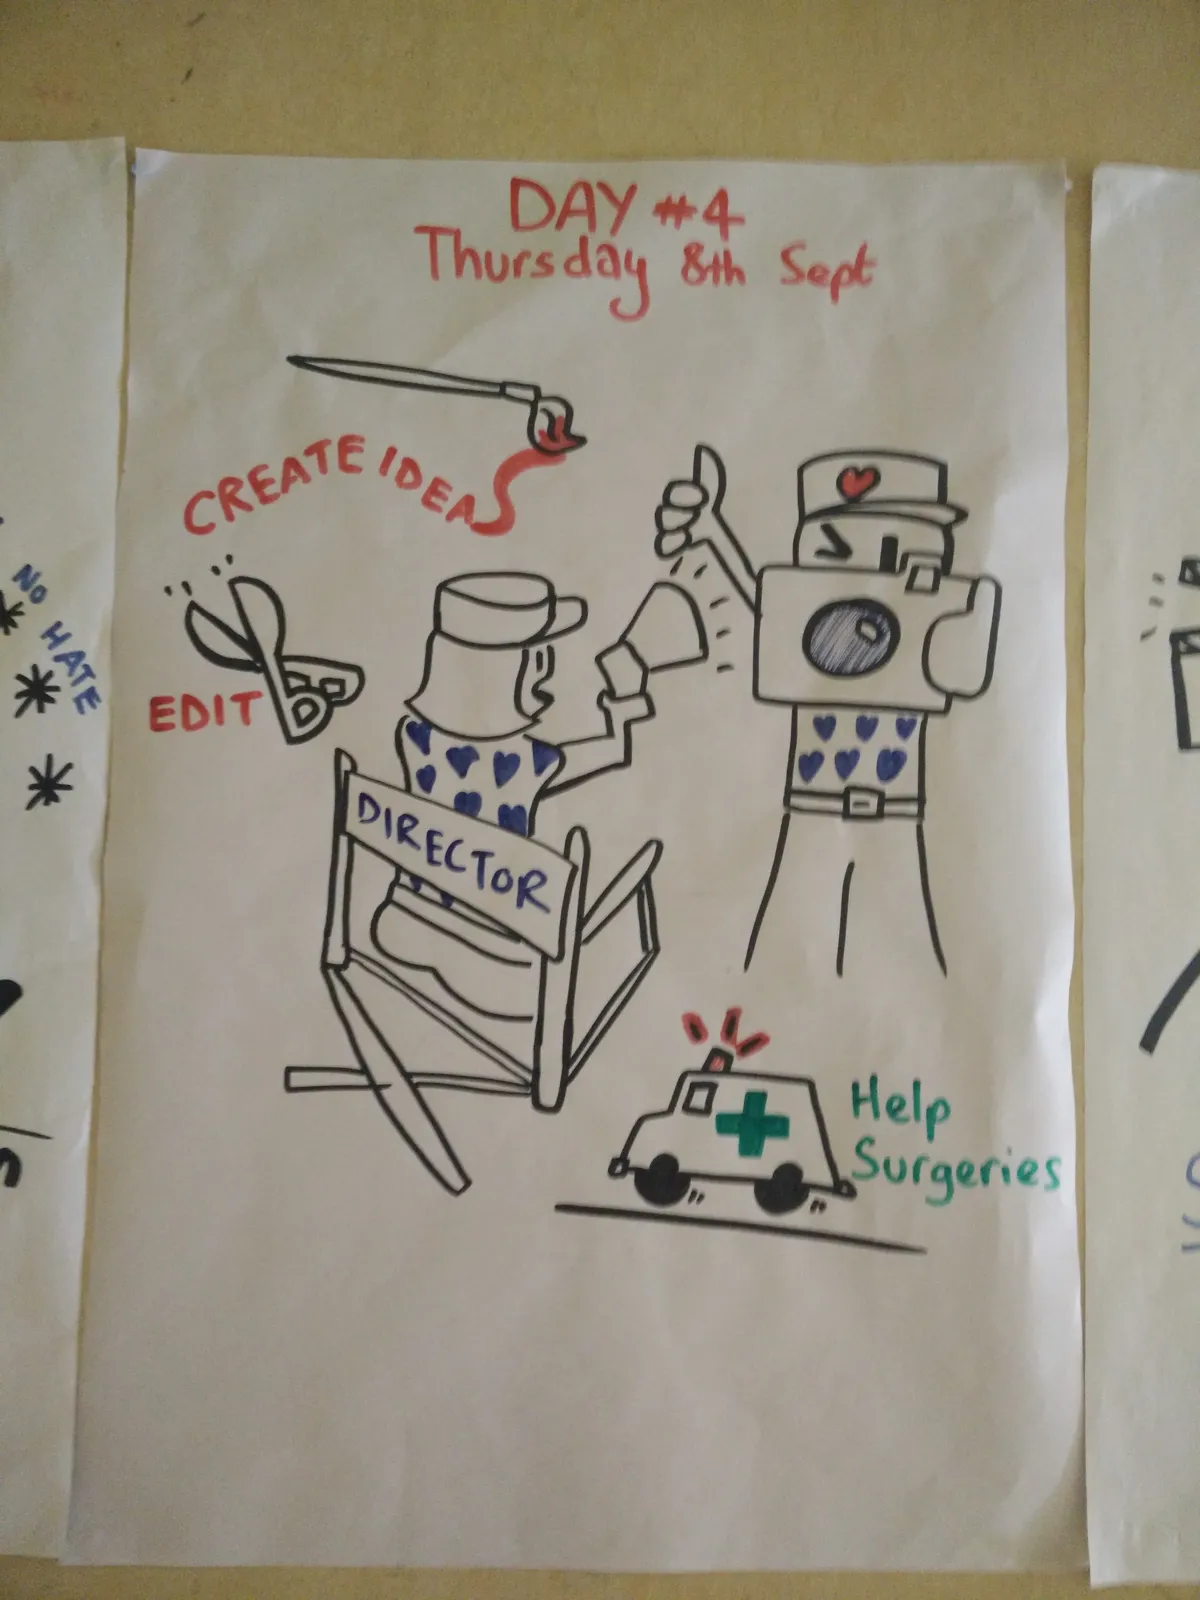 DAY #4
Thursday 8th Sept
CREATE IDEAS
EDIT
DIRECTOR
Help
Surgeries
NO HATE